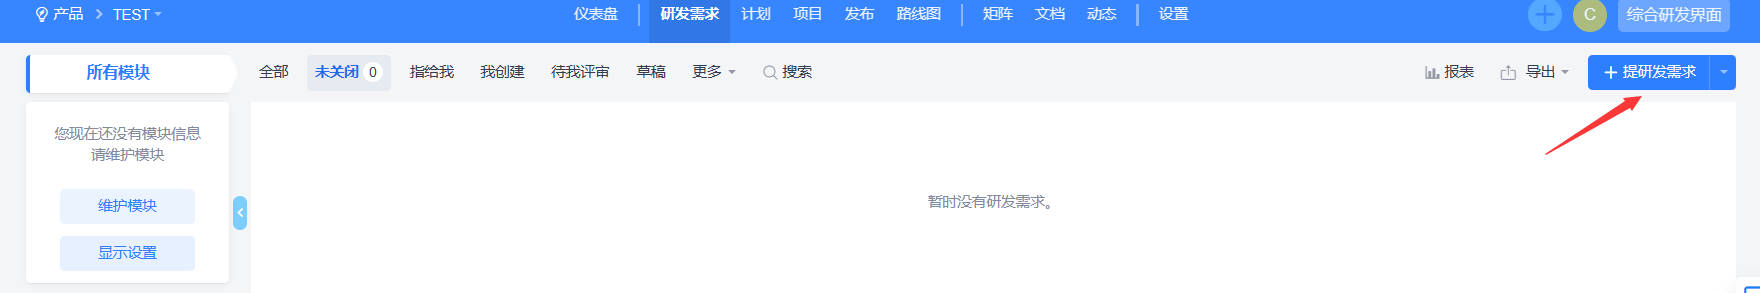 产品 TEST 仪表盘 研发需求 计划 项目 发布 路线图 矩阵 文档 动态 设置 C 综合研发界面
所有模块 全部 未关闭 0 指给我 我创建 待我评审 草稿 更多 搜索 报表 导出 提研发需求
您现在还没有模块信息
请维护模块
维护模块
暂时没有研发需求。
显示设置